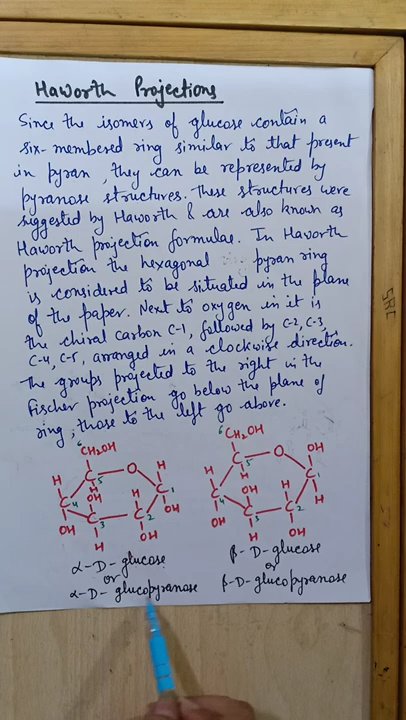 Haworth Projections
Since the isomers of glucose contain a
six-membered ring similar to that present
in pyran, they can be represented by
pyranose structures. These structures were
suggested by Haworth & are also known as
Haworth projection formulae. In Haworth
projection the hexagonal pyran ring
is considered to be situated in the plane
of the paper. Next to oxygen in it is
the chiral carbon C-1, followed by C-2, C-3,
C-4, C-5, arranged in a clockwise direction.
The groups projected to the right in the
Fischer projection go below the plane of
ring, those to the left go above.
6 CH2OH
H C 5 O H
H
C 4 OH H C 1
OH C 3 C 2 OH
H OH
α-D-glucose
or
α-D-glucopyranose
6 CH2OH
H C 5 O OH
H
C 4 OH H C 1
OH C 3 C 2 H
H OH
β-D-glucose
or
β-D-glucopyranose